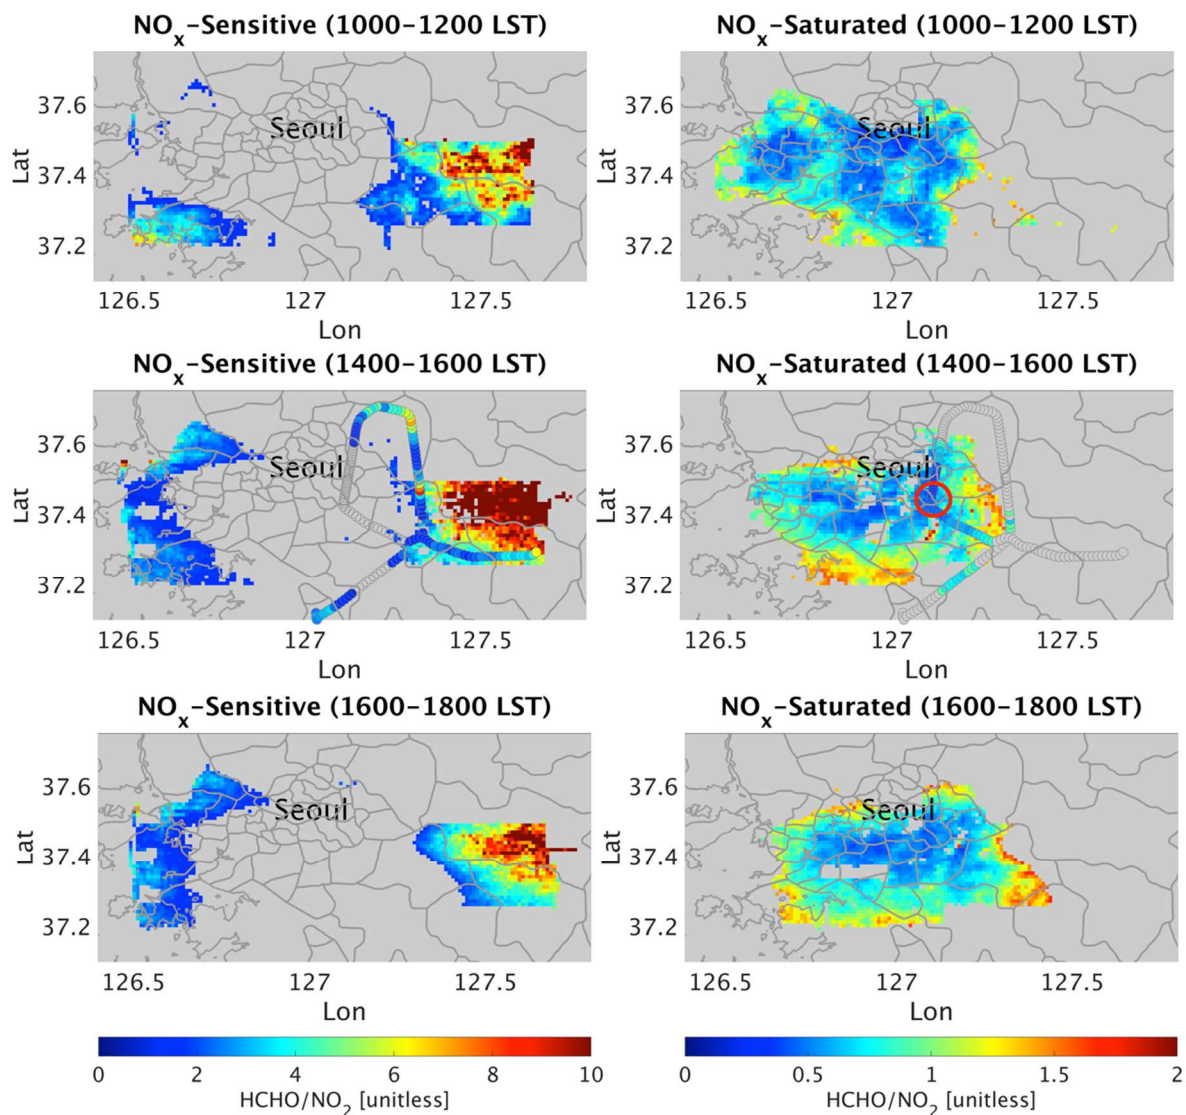 NOx-Sensitive (1000-1200 LST)
NOx-Saturated (1000-1200 LST)
37.6
37.4
37.2
Lat
Seoul
126.5 127 127.5
Lon
37.6
37.4
37.2
Lat
Seoul
126.5 127 127.5
Lon
NOx-Sensitive (1400-1600 LST)
NOx-Saturated (1400-1600 LST)
37.6
37.4
37.2
Lat
Seoul
126.5 127 127.5
Lon
37.6
37.4
37.2
Lat
Seoul
126.5 127 127.5
Lon
NOx-Sensitive (1600-1800 LST)
NOx-Saturated (1600-1800 LST)
37.6
37.4
37.2
Lat
Seoul
126.5 127 127.5
Lon
37.6
37.4
37.2
Lat
Seoul
126.5 127 127.5
Lon
0 2 4 6 8 10
HCHO/NO2 [unitless]
0 0.5 1 1.5 2
HCHO/NO2 [unitless]